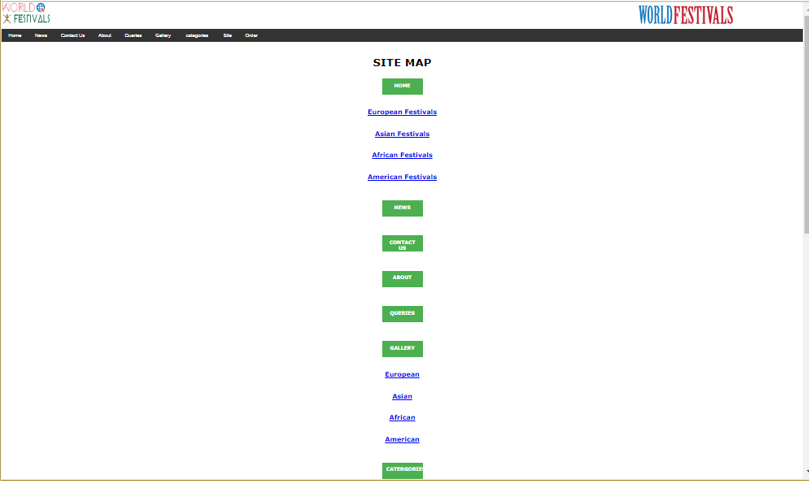 WORLD
FESTIVALS
WORLDFESTIVALS
Home News Contact Us About Queries Gallery categories Site Order
SITE MAP
HOME
European Festivals
Asian Festivals
African Festivals
American Festivals
NEWS
CONTACT
US
ABOUT
QUERIES
GALLERY
European
Asian
African
American
CATERGORIES